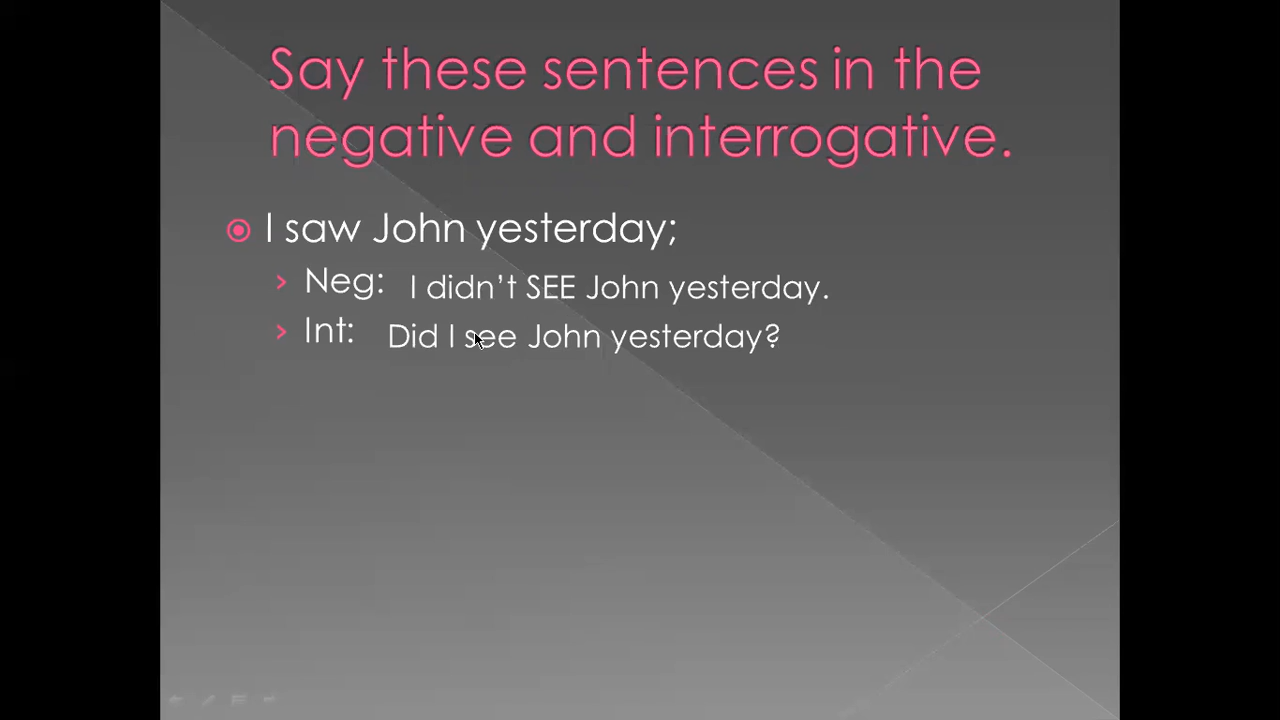 Say these sentences in the
negative and interrogative.
I saw John yesterday;
Neg: I didn't SEE John yesterday.
Int: Did I see John yesterday?